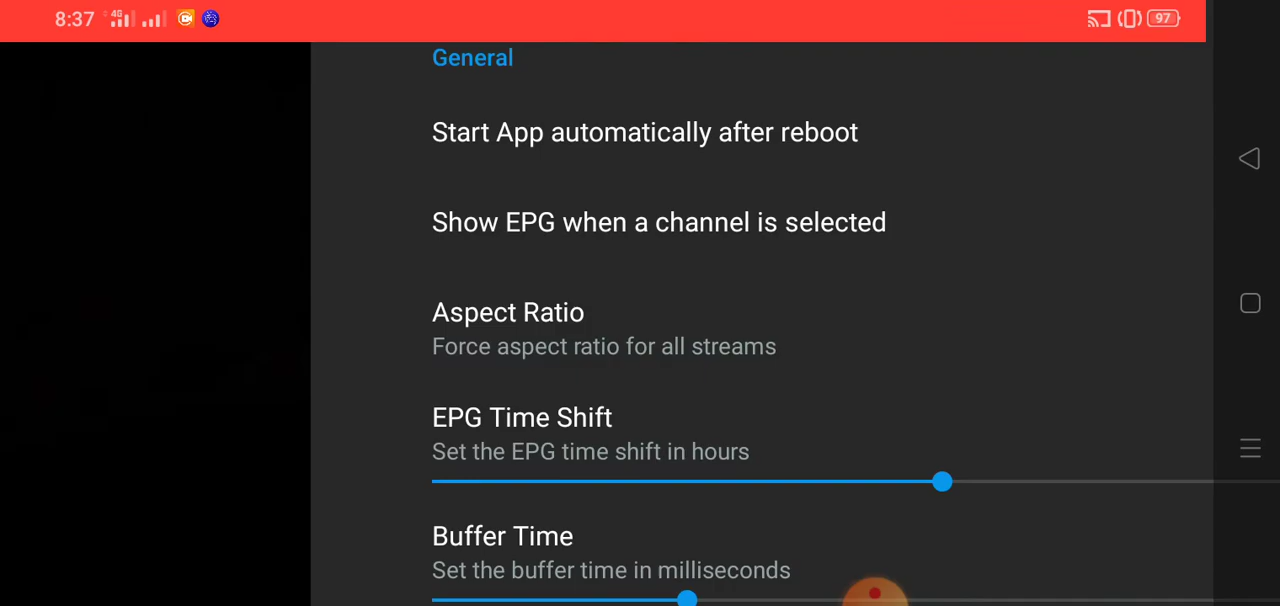 8:37 4G 97
General
Start App automatically after reboot
Show EPG when a channel is selected
Aspect Ratio
Force aspect ratio for all streams
EPG Time Shift
Set the EPG time shift in hours
Buffer Time
Set the buffer time in milliseconds